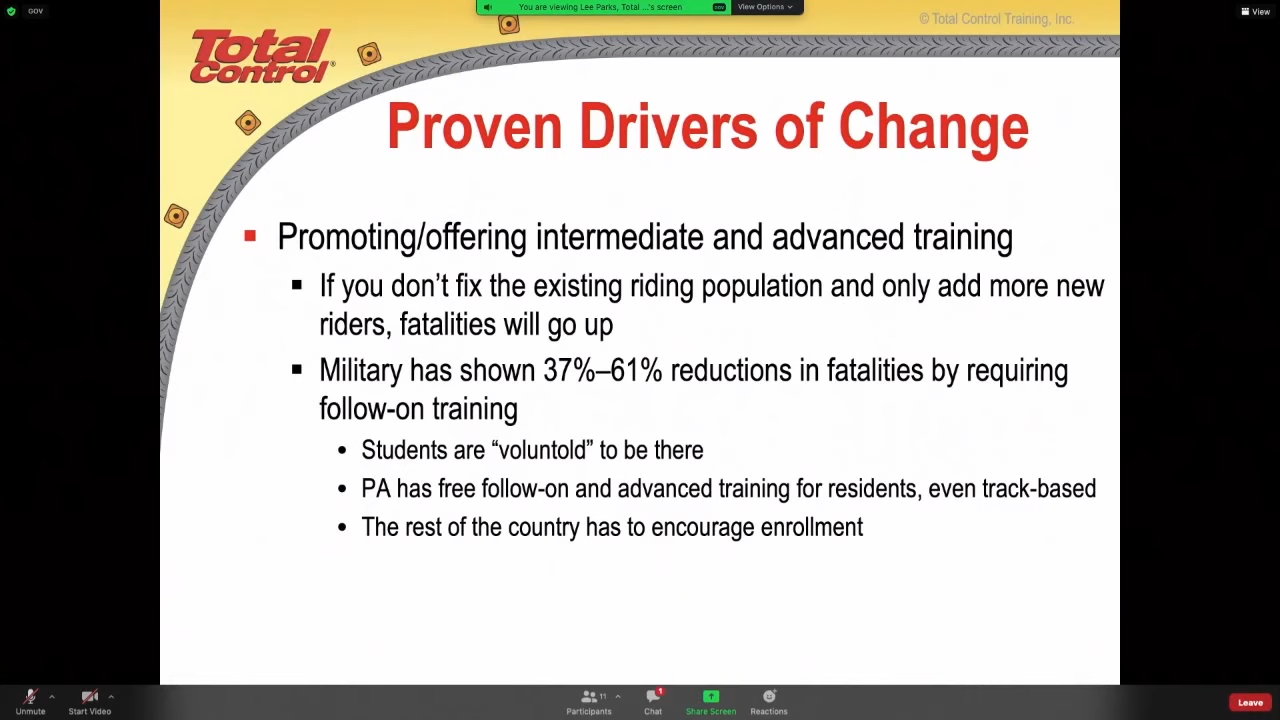 GOV
You are viewing Lee Parks, Total ...'s screen
GOV
View Options
View
© Total Control Training, Inc.
Total
Control®
Proven Drivers of Change
Promoting/offering intermediate and advanced training
If you don’t fix the existing riding population and only add more new
riders, fatalities will go up
Military has shown 37%–61% reductions in fatalities by requiring
follow-on training
Students are “voluntold” to be there
PA has free follow-on and advanced training for residents, even track-based
The rest of the country has to encourage enrollment
Unmute
Start Video
11
Participants
1
Chat
Share Screen
Reactions
Leave